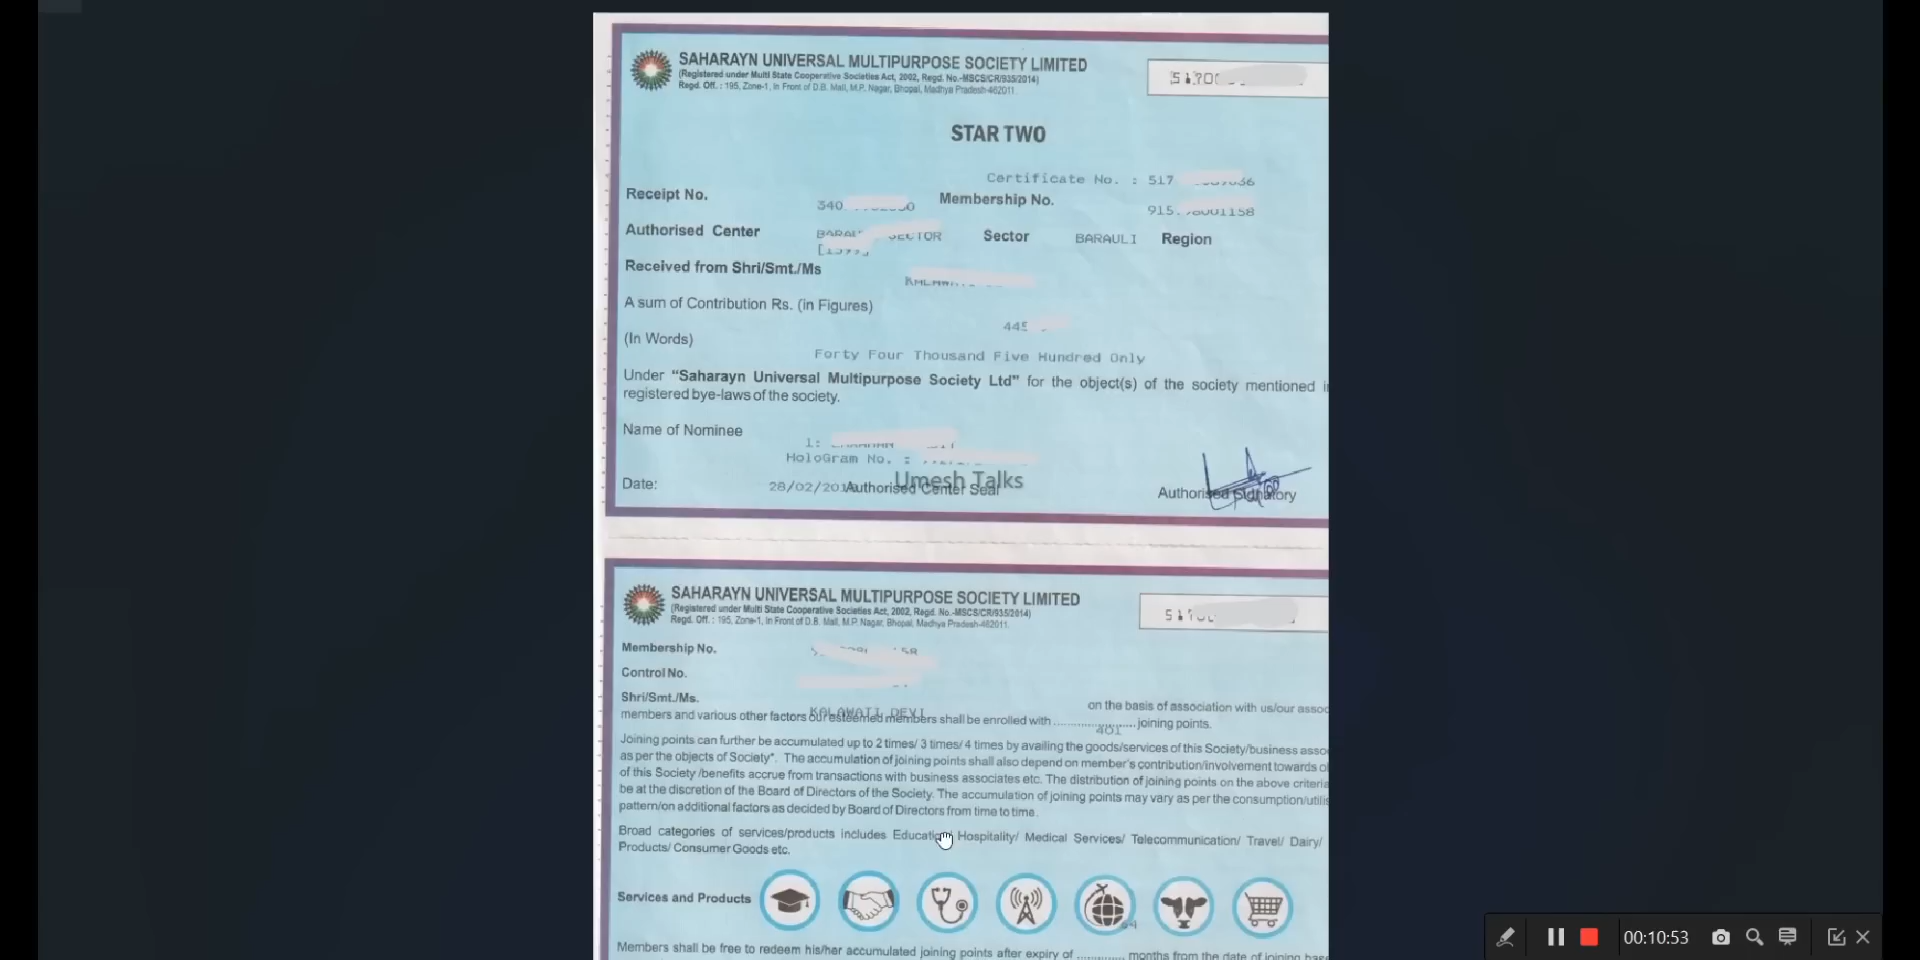 SAHARAYN UNIVERSAL MULTIPURPOSE SOCIETY LIMITED
(Registered under Multi State Cooperative Societies Act, 2002, Regd. No.-MSCS/CR/935/2014)
Regd. Off. : 195, Zone-1, In Front of D.B. Mall, M.P. Nagar, Bhopal, Madhya Pradesh-462011
STAR TWO
Certificate No. : 517
Receipt No. 340 Membership No.
915
Authorised Center SECTOR Sector BARAULI Region
Received from Shri/Smt./Ms
A sum of Contribution Rs. (in Figures)
445
(In Words)
Forty Four Thousand Five Hundred Only
Under “Saharayn Universal Multipurpose Society Ltd” for the object(s) of the society mentioned
registered bye-laws of the society.
Name of Nominee
1:
HoloGram No. :
Umesh Talks
Date: 28/02/ Authorised Center Seal Authorised Signatory
SAHARAYN UNIVERSAL MULTIPURPOSE SOCIETY LIMITED
(Registered under Multi State Cooperative Societies Act, 2002, Regd. No.-MSCS/CR/935/2014)
Regd. Off. : 195, Zone-1, In Front of D.B. Mall, M.P. Nagar, Bhopal, Madhya Pradesh-462011.
Membership No.
Control No.
Shri/Smt./Ms. KALAWATI DEVI on the basis of association with us/our
members and various other factors our esteemed members shall be enrolled with .................... joining points.
401
Joining points can further be accumulated up to 2 times/ 3 times/ 4 times by availing the goods/services of this Society/business
as per the objects of Society*. The accumulation of joining points shall also depend on member's contribution/involvement towards
of this Society /benefits accrue from transactions with business associates etc. The distribution of joining points on the above
be at the discretion of the Board of Directors of the Society. The accumulation of joining points may vary as per the
pattern/on additional factors as decided by Board of Directors from time to time.
Broad categories of services/products includes Education/ Hospitality/ Medical Services/ Telecommunication/ Travel/ Dairy/
Products/ Consumer Goods etc.
Services and Products
Members shall be free to redeem his/her accumulated joining points after expiry of ............. months from the date of joining
00:10:53